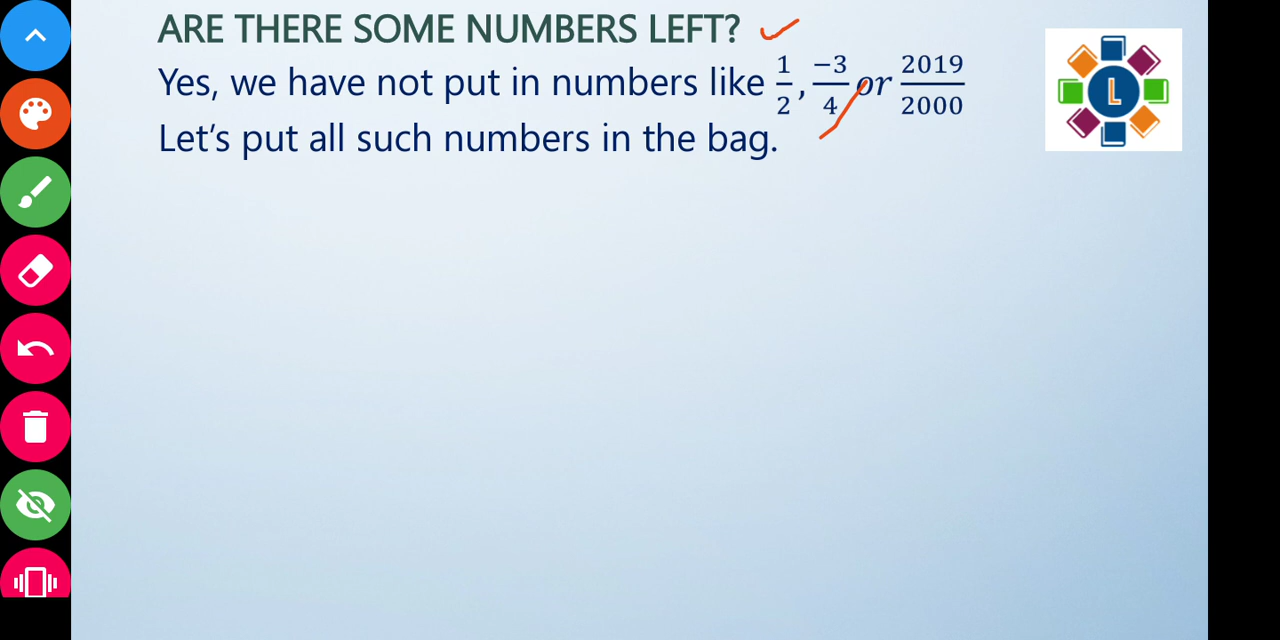 ARE THERE SOME NUMBERS LEFT?
Yes, we have not put in numbers like 1/2, -3/4 or 2019/2000
Let's put all such numbers in the bag.
L